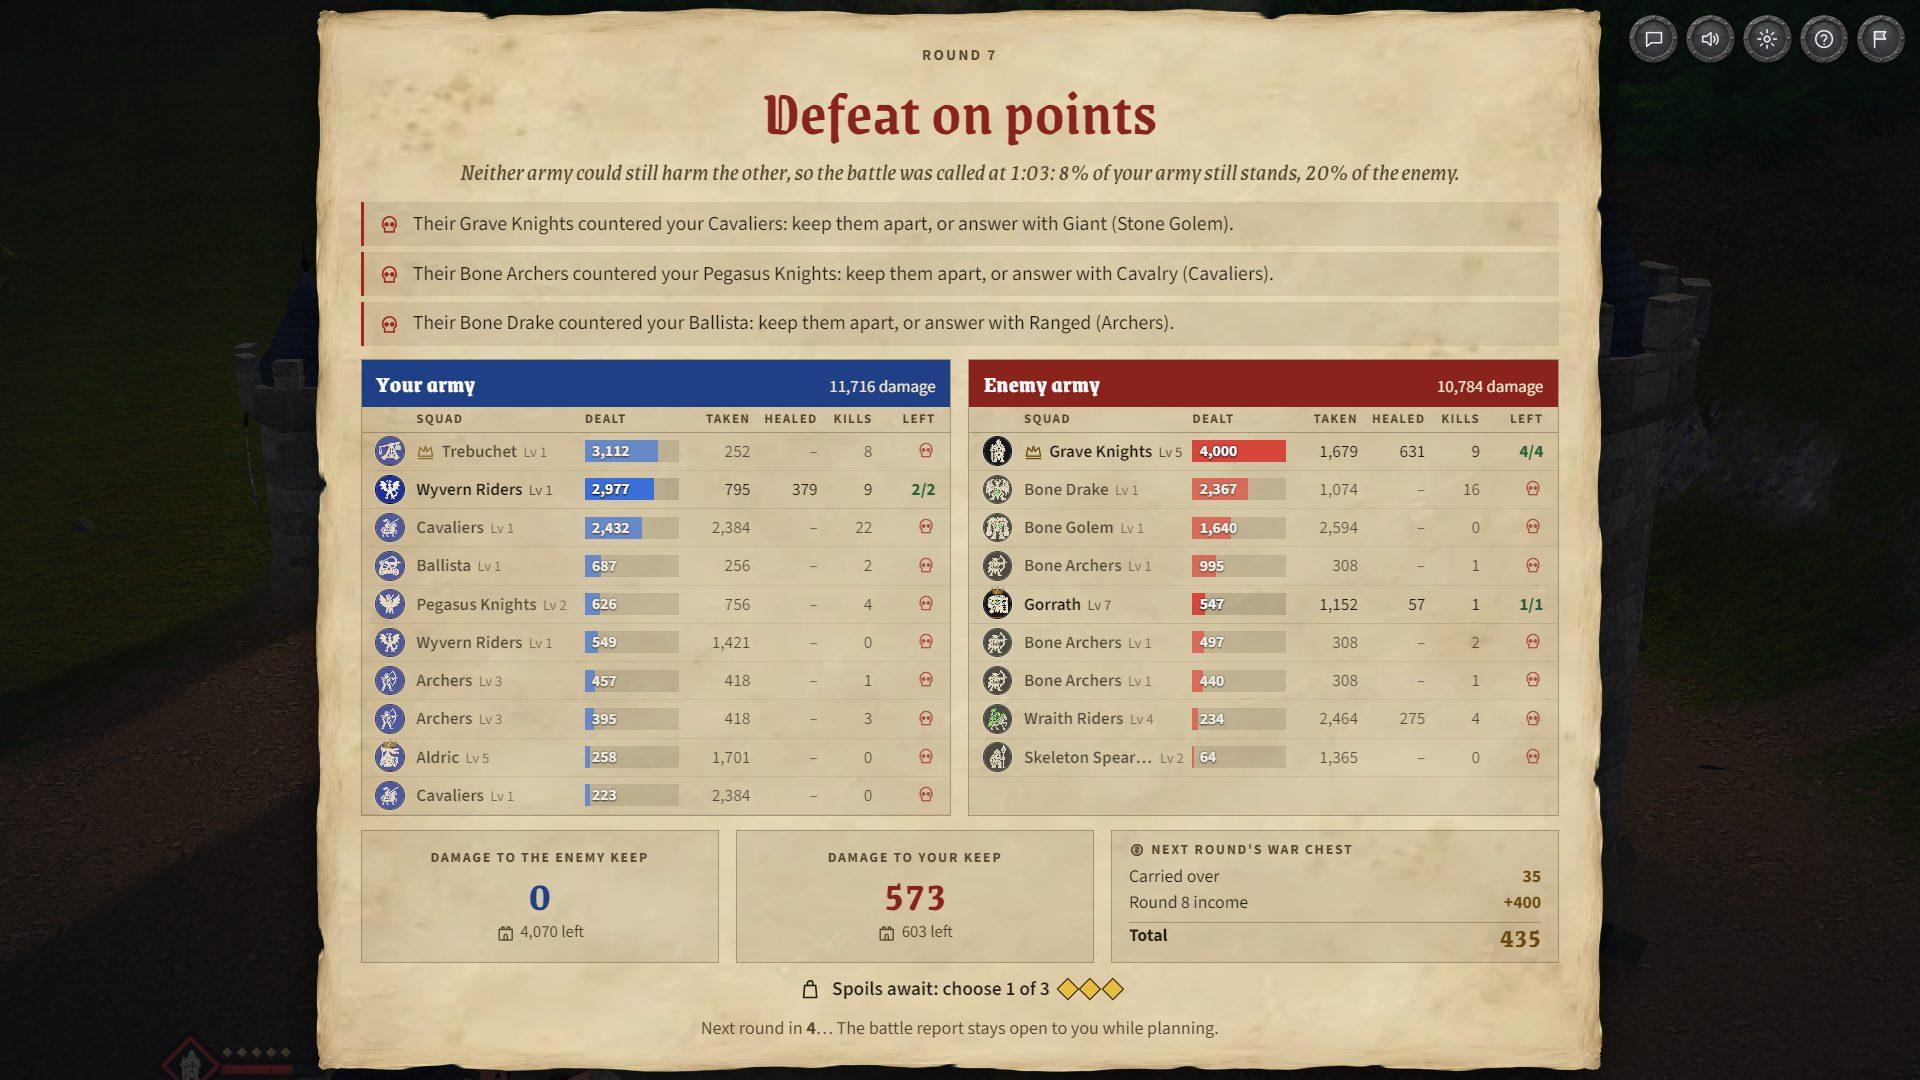 ROUND 7
Defeat on points
Neither army could still harm the other, so the battle was called at 1:03: 8% of your army still stands, 20% of the enemy.
Their Grave Knights countered your Cavaliers: keep them apart, or answer with Giant (Stone Golem).
Their Bone Archers countered your Pegasus Knights: keep them apart, or answer with Cavalry (Cavaliers).
Their Bone Drake countered your Ballista: keep them apart, or answer with Ranged (Archers).
Your army 11,716 damage
SQUAD DEALT TAKEN HEALED KILLS LEFT
Trebuchet Lv 1 3,112 252 – 8
Wyvern Riders Lv 1 2,977 795 379 9 2/2
Cavaliers Lv 1 2,432 2,384 – 22
Ballista Lv 1 687 256 – 2
Pegasus Knights Lv 2 626 756 – 4
Wyvern Riders Lv 1 549 1,421 – 0
Archers Lv 3 457 418 – 1
Archers Lv 3 395 418 – 3
Aldric Lv 5 258 1,701 – 0
Cavaliers Lv 1 223 2,384 – 0
Enemy army 10,784 damage
SQUAD DEALT TAKEN HEALED KILLS LEFT
Grave Knights Lv 5 4,000 1,679 631 9 4/4
Bone Drake Lv 1 2,367 1,074 – 16
Bone Golem Lv 1 1,640 2,594 – 0
Bone Archers Lv 1 995 308 – 1
Gorrath Lv 7 547 1,152 57 1 1/1
Bone Archers Lv 1 497 308 – 2
Bone Archers Lv 1 440 308 – 1
Wraith Riders Lv 4 234 2,464 275 4
Skeleton Spear… Lv 2 64 1,365 – 0
DAMAGE TO THE ENEMY KEEP
0
4,070 left
DAMAGE TO YOUR KEEP
573
603 left
NEXT ROUND'S WAR CHEST
Carried over 35
Round 8 income +400
Total 435
Spoils await: choose 1 of 3
Next round in 4… The battle report stays open to you while planning.